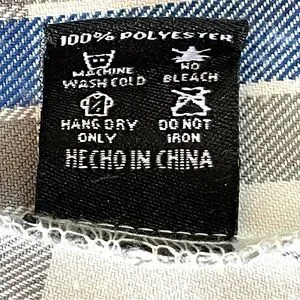 100% POLYESTER
MACHINE
WASH COLD
NO
BLEACH
HANG DRY
ONLY
DO NOT
IRON
HECHO IN CHINA